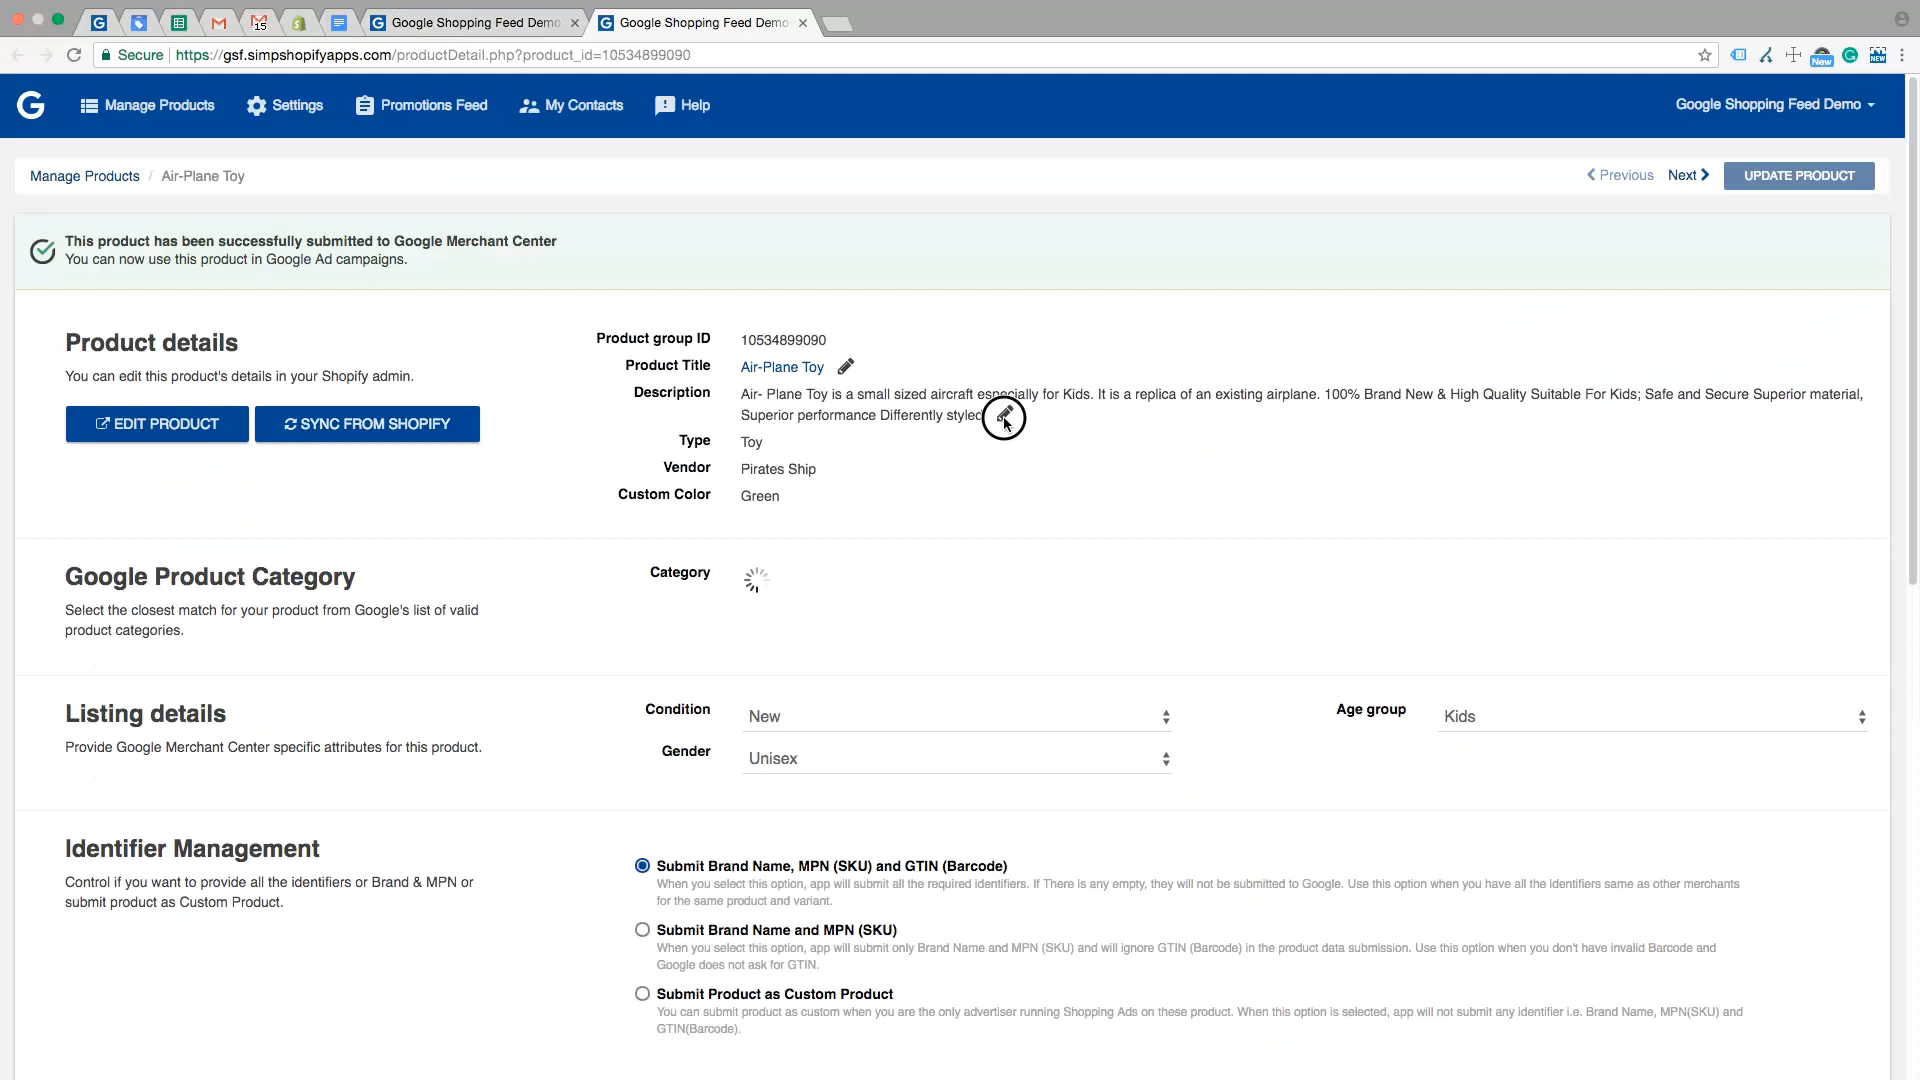 15
Google Shopping Feed Demo
Google Shopping Feed Demo
Secure
https://gsf.simpshopifyapps.com/productDetail.php?product_id=10534899090
New
NEW
G
Manage Products
Settings
Promotions Feed
My Contacts
Help
Google Shopping Feed Demo
Manage Products / Air-Plane Toy
Previous
Next
UPDATE PRODUCT
This product has been successfully submitted to Google Merchant Center
You can now use this product in Google Ad campaigns.
Product details
You can edit this product's details in your Shopify admin.
EDIT PRODUCT
SYNC FROM SHOPIFY
Product group ID 10534899090
Product Title Air-Plane Toy
Description Air- Plane Toy is a small sized aircraft especially for Kids. It is a replica of an existing airplane. 100% Brand New & High Quality Suitable For Kids; Safe and Secure Superior material,
Superior performance Differently styled
Type Toy
Vendor Pirates Ship
Custom Color Green
Google Product Category
Select the closest match for your product from Google's list of valid
product categories.
Category
Listing details
Provide Google Merchant Center specific attributes for this product.
Condition New
Age group Kids
Gender Unisex
Identifier Management
Control if you want to provide all the identifiers or Brand & MPN or
submit product as Custom Product.
Submit Brand Name, MPN (SKU) and GTIN (Barcode)
When you select this option, app will submit all the required identifiers. If There is any empty, they will not be submitted to Google. Use this option when you have all the identifiers same as other merchants
for the same product and variant.
Submit Brand Name and MPN (SKU)
When you select this option, app will submit only Brand Name and MPN (SKU) and will ignore GTIN (Barcode) in the product data submission. Use this option when you don't have invalid Barcode and
Google does not ask for GTIN.
Submit Product as Custom Product
You can submit product as custom when you are the only advertiser running Shopping Ads on these product. When this option is selected, app will not submit any identifier i.e. Brand Name, MPN(SKU) and
GTIN(Barcode).